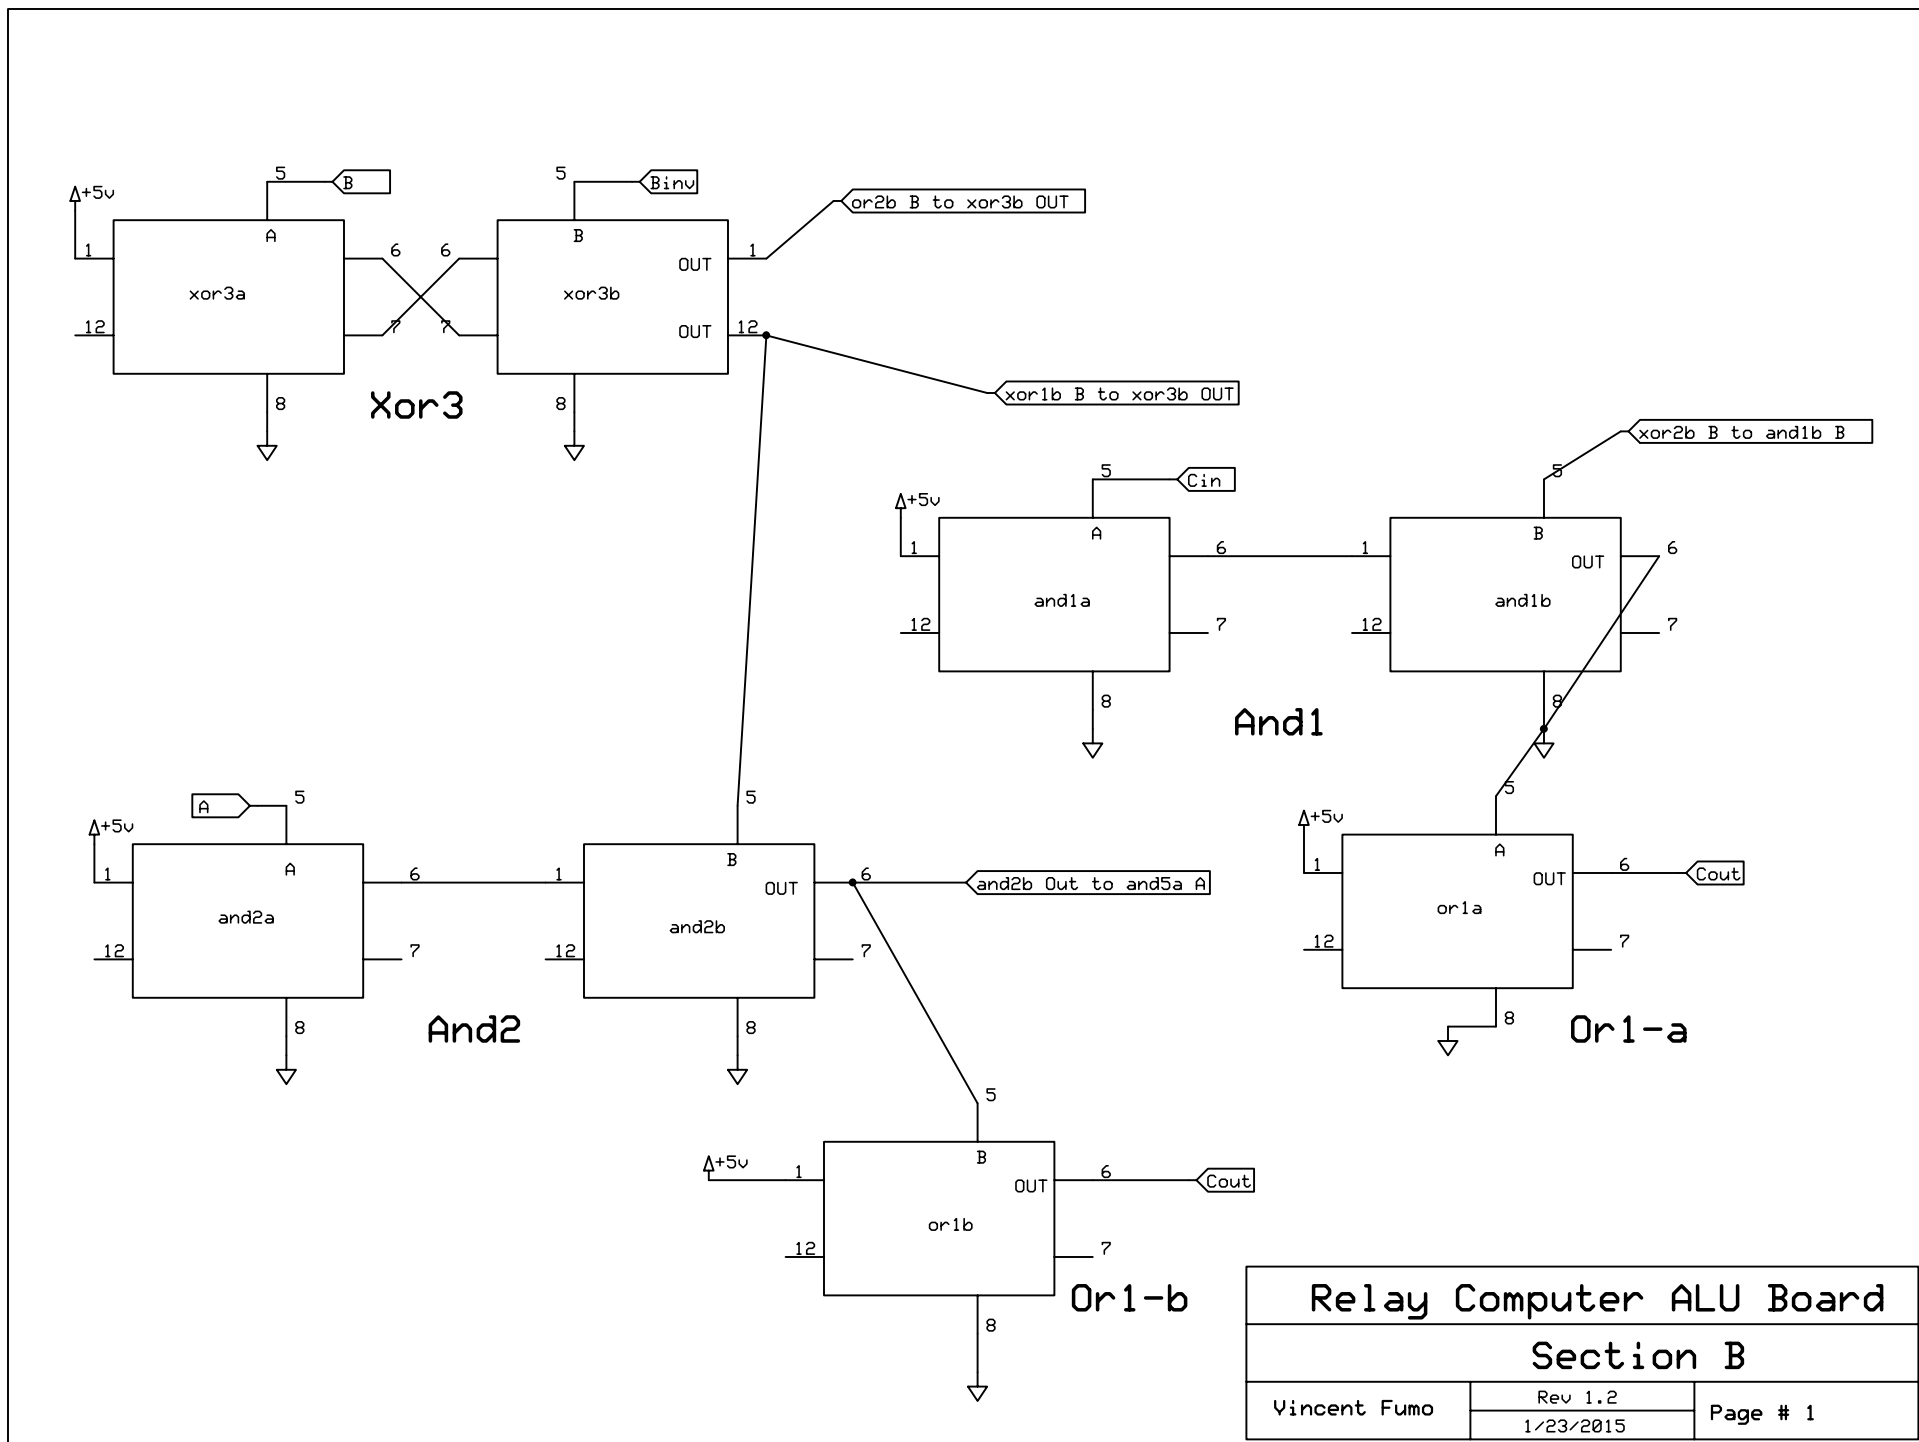 +5v
5
B
A
1
xor3a
12
6
7
8
Xor3
5
Binv
B
6
7
xor3b
OUT
OUT
1
12
8
or2b B to xor3b OUT
xor1b B to xor3b OUT
xor2b B to and1b B
+5v
5
Cin
A
1
and1a
12
6
7
8
And1
5
B
1
OUT
and1b
12
6
7
8
A
+5v
5
A
1
and2a
12
6
7
8
And2
5
B
1
OUT
and2b
12
6
7
8
and2b Out to and5a A
+5v
5
A
1
OUT
or1a
12
6
Cout
7
8
Or1-a
+5v
5
B
1
OUT
or1b
12
6
Cout
7
8
Or1-b
Relay Computer ALU Board
Section B
Vincent Fumo
Rev 1.2
1/23/2015
Page # 1